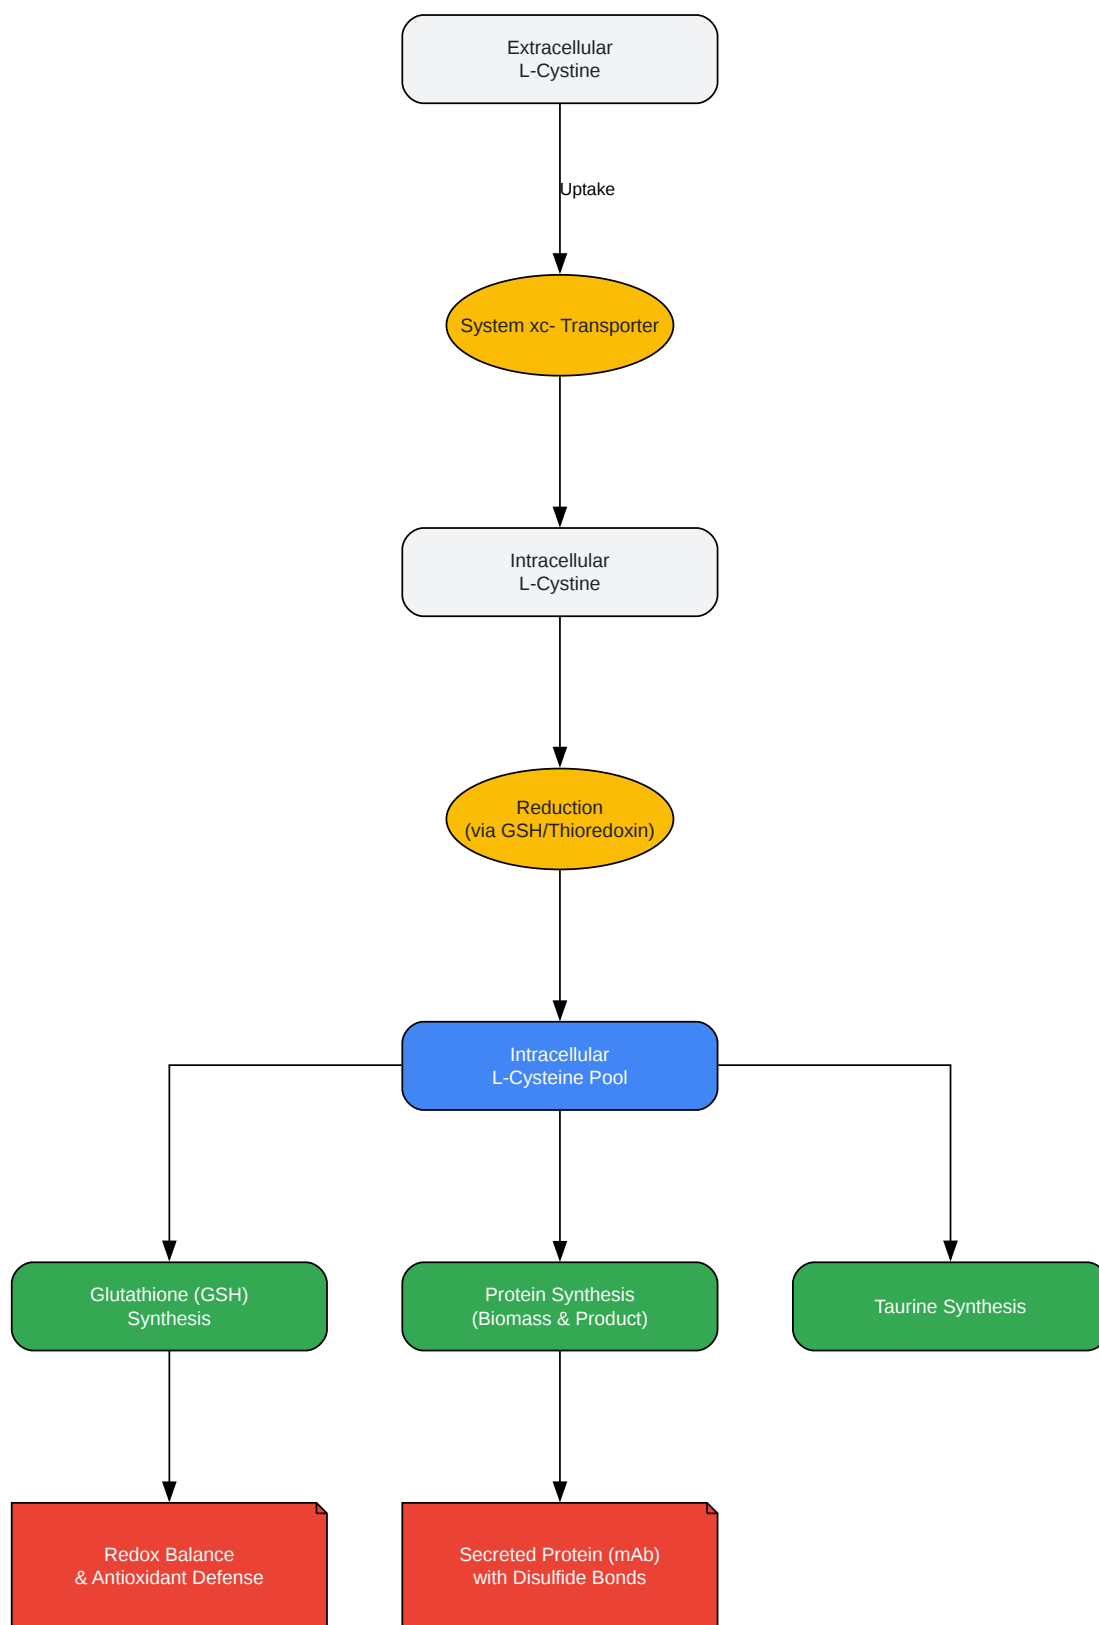 Extracellular
L-Cystine
Uptake
System xc- Transporter
Intracellular
L-Cystine
Reduction
(via GSH/Thioredoxin)
Intracellular
L-Cysteine Pool
Glutathione (GSH)
Synthesis
Protein Synthesis
(Biomass & Product)
Taurine Synthesis
Redox Balance
& Antioxidant Defense
Secreted Protein (mAb)
with Disulfide Bonds